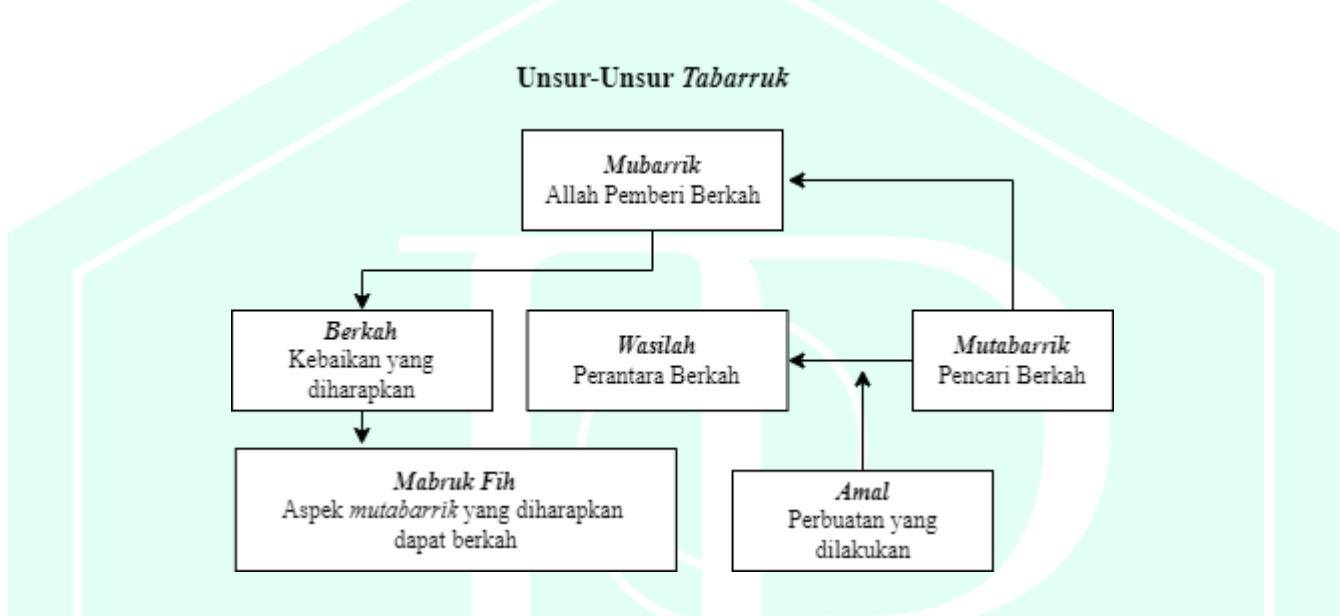 Unsur-Unsur Tabarruk
Mubarrik
Allah Pemberi Berkah
Berkah
Kebaikan yang
diharapkan
Wasilah
Perantara Berkah
Mutabarrik
Pencari Berkah
Mabruk Fih
Aspek mutabarrik yang diharapkan
dapat berkah
Amal
Perbuatan yang
dilakukan